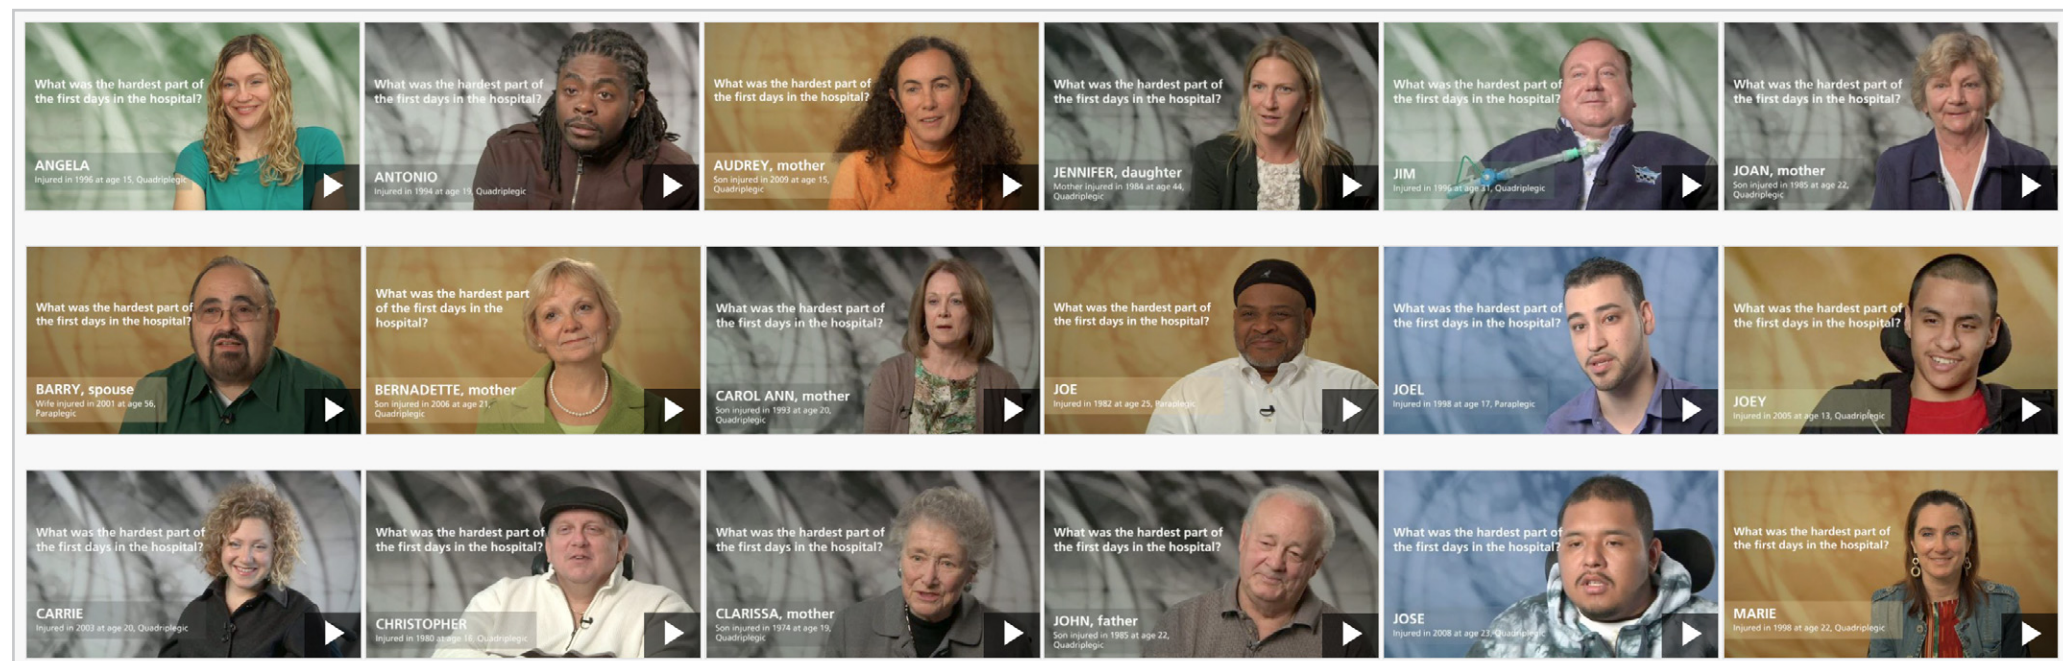 What was the hardest part of
the first days in the hospital?
ANGELA
Injured in 1996 at age 15, Quadriplegic
What was the hardest part of
the first days in the hospital?
ANTONIO
Injured in 1994 at age 19, Quadriplegic
What was the hardest part of
the first days in the hospital?
AUDREY, mother
Son injured in 2009 at age 15,
Quadriplegic
What was the hardest part of
the first days in the hospital?
JENNIFER, daughter
Mother injured in 1984 at age 44,
Quadriplegic
What was the hardest part of
the first days in the hospital?
JIM
Injured in 1996 at age 31, Quadriplegic
What was the hardest part of
the first days in the hospital?
JOAN, mother
Son injured in 1985 at age 22,
Quadriplegic
What was the hardest part of
the first days in the hospital?
BARRY, spouse
Wife injured in 2001 at age 56,
Paraplegic
What was the hardest part
of the first days in the
hospital?
BERNADETTE, mother
Son injured in 2006 at age 21,
Quadriplegic
What was the hardest part of
the first days in the hospital?
CAROL ANN, mother
Son injured in 1993 at age 20,
Quadriplegic
What was the hardest part of
the first days in the hospital?
JOE
Injured in 1982 at age 25, Paraplegic
What was the hardest part of
the first days in the hospital?
JOEL
Injured in 1998 at age 17, Paraplegic
What was the hardest part of
the first days in the hospital?
JOEY
Injured in 2005 at age 13, Quadriplegic
What was the hardest part of
the first days in the hospital?
CARRIE
Injured in 2003 at age 20, Quadriplegic
What was the hardest part of
the first days in the hospital?
CHRISTOPHER
Injured in 1980 at age 18, Quadriplegic
What was the hardest part of
the first days in the hospital?
CLARISSA, mother
Son injured in 1974 at age 19,
Quadriplegic
What was the hardest part of
the first days in the hospital?
JOHN, father
Son injured in 1985 at age 22,
Quadriplegic
What was the hardest part of
the first days in the hospital?
JOSE
Injured in 2008 at age 23, Quadriplegic
What was the hardest part of
the first days in the hospital?
MARIE
Injured in 1998 at age 22, Quadriplegic